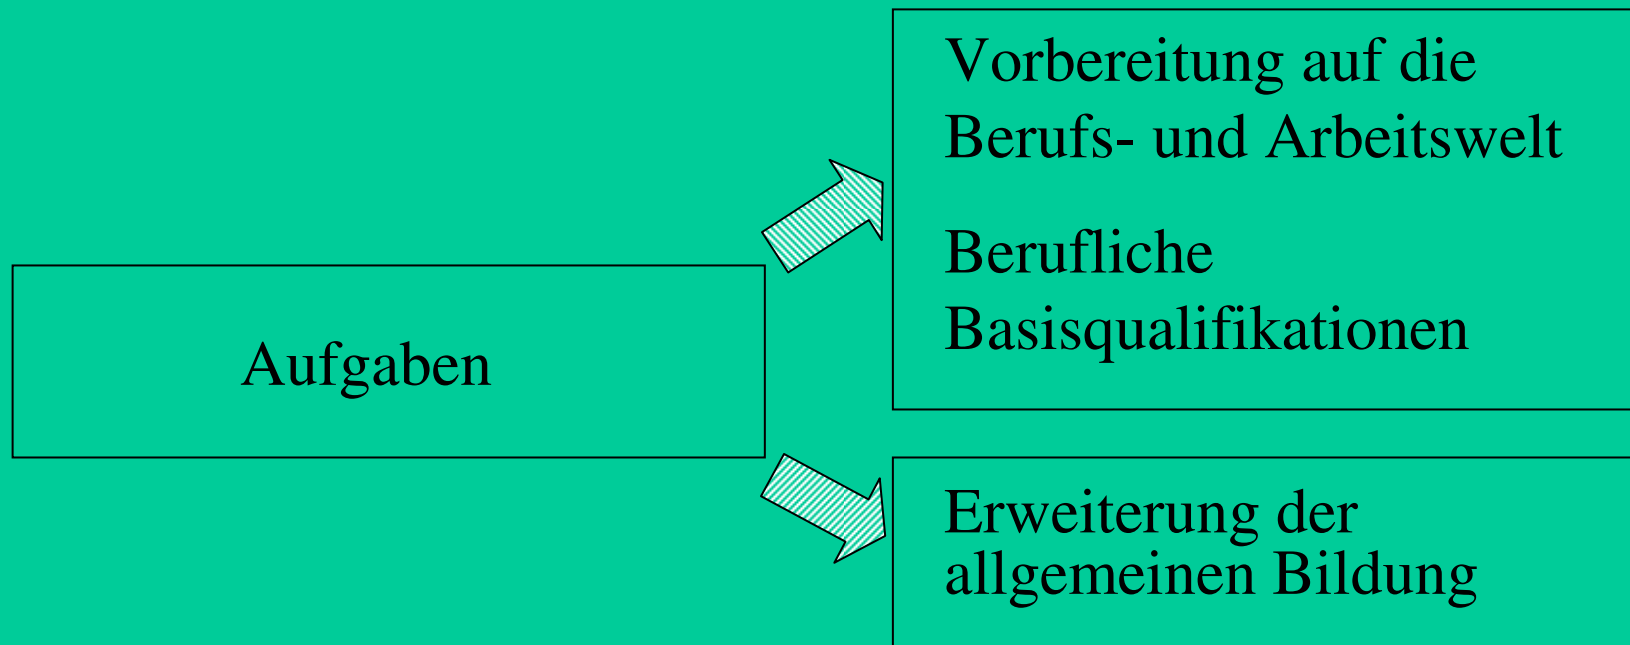 Aufgaben
Vorbereitung auf die
Berufs- und Arbeitswelt
Berufliche
Basisqualifikationen
Erweiterung der
allgemeinen Bildung